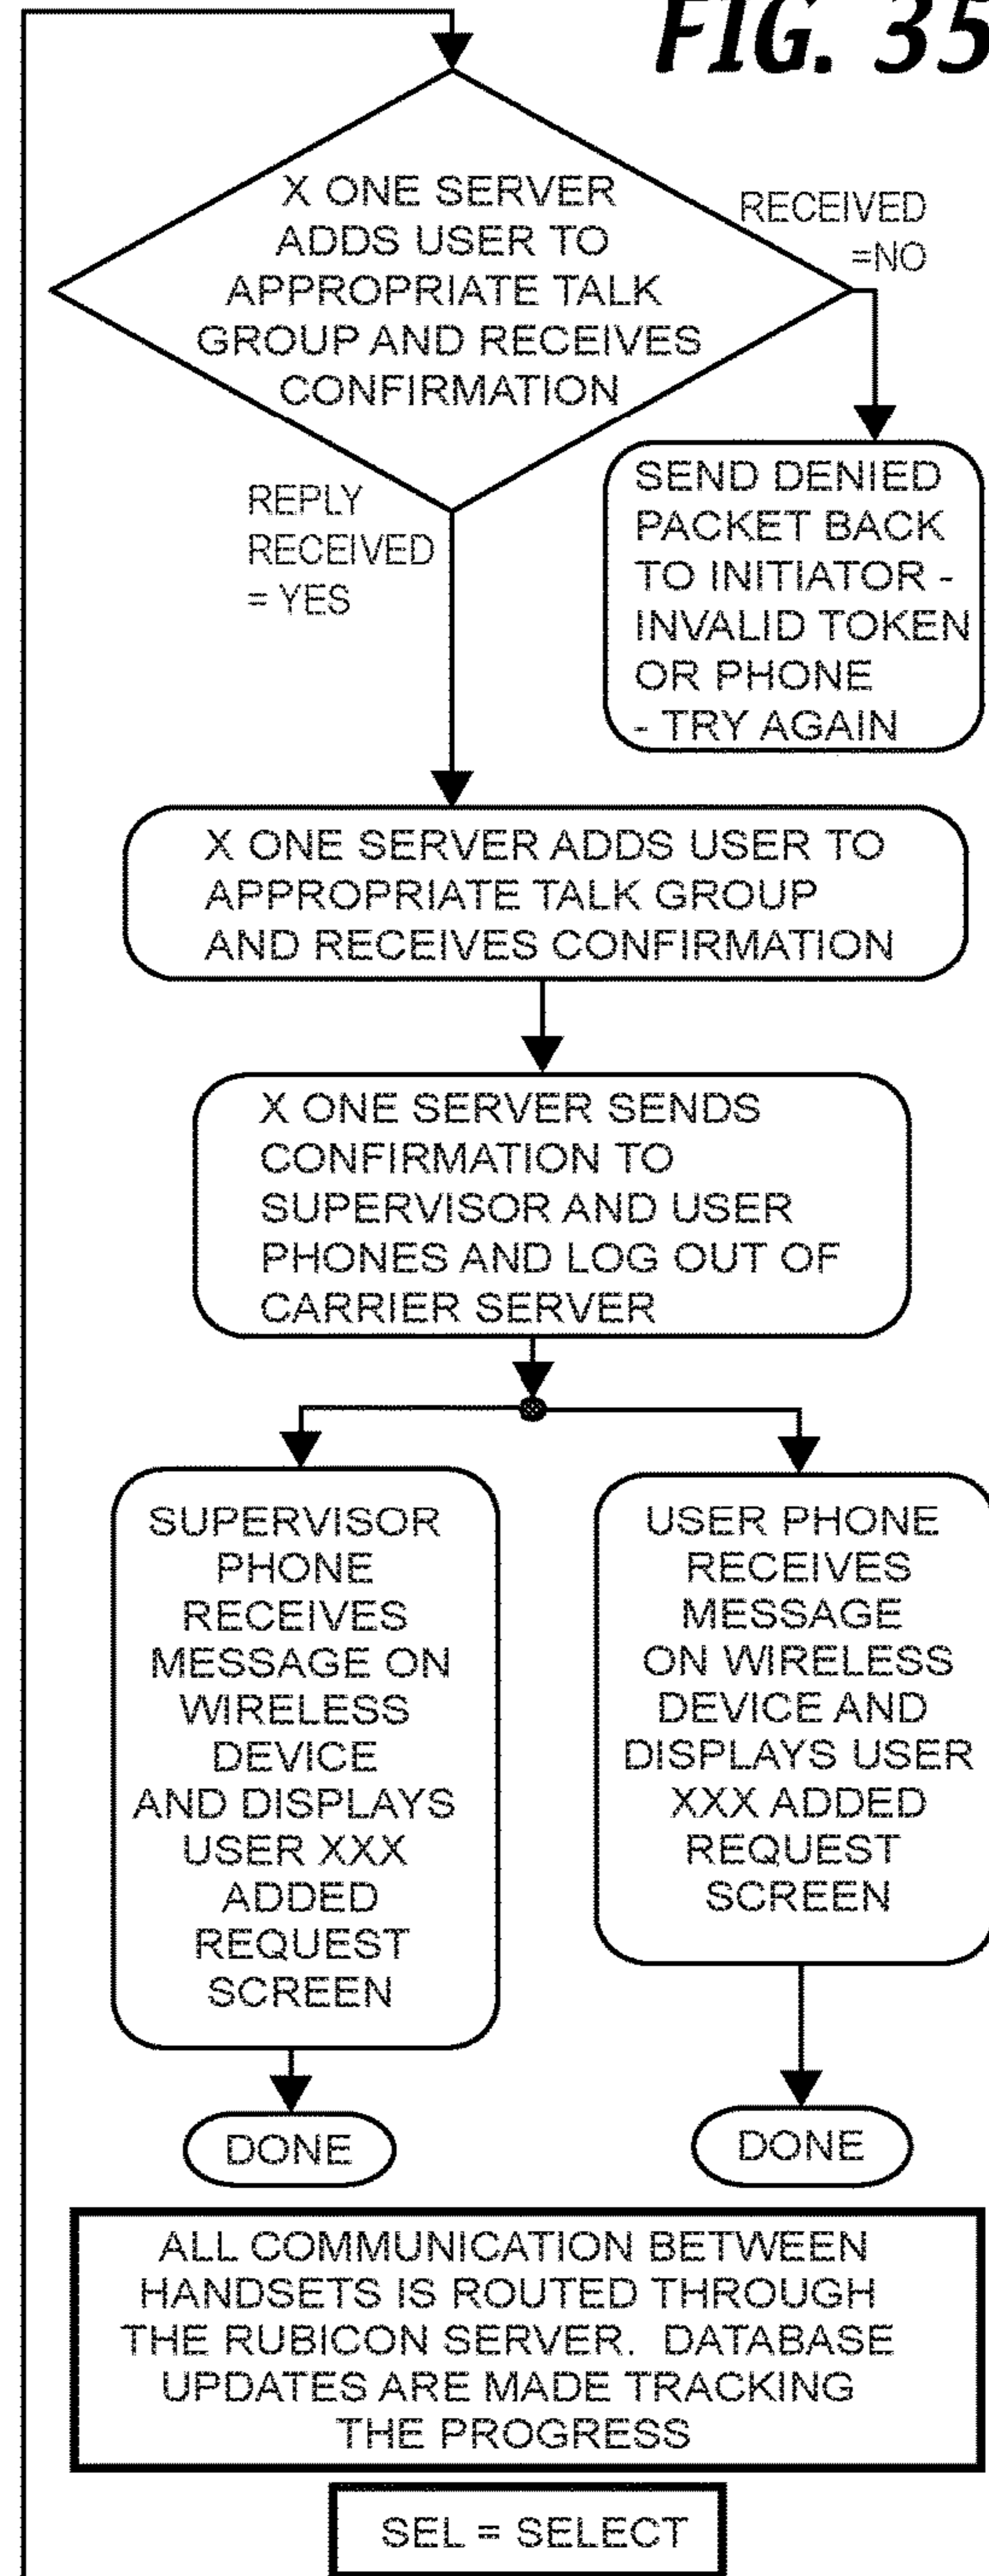 FIG. 35
X ONE SERVER
ADDS USER TO
APPROPRIATE TALK
GROUP AND RECEIVES
CONFIRMATION
RECEIVED
=NO
REPLY
RECEIVED
= YES
SEND DENIED
PACKET BACK
TO INITIATOR -
INVALID TOKEN
OR PHONE
- TRY AGAIN
X ONE SERVER ADDS USER TO
APPROPRIATE TALK GROUP
AND RECEIVES CONFIRMATION
X ONE SERVER SENDS
CONFIRMATION TO
SUPERVISOR AND USER
PHONES AND LOG OUT OF
CARRIER SERVER
SUPERVISOR
PHONE
RECEIVES
MESSAGE ON
WIRELESS
DEVICE
AND DISPLAYS
USER XXX
ADDED
REQUEST
SCREEN
USER PHONE
RECEIVES
MESSAGE
ON WIRELESS
DEVICE AND
DISPLAYS USER
XXX ADDED
REQUEST
SCREEN
DONE
DONE
ALL COMMUNICATION BETWEEN
HANDSETS IS ROUTED THROUGH
THE RUBICON SERVER. DATABASE
UPDATES ARE MADE TRACKING
THE PROGRESS
SEL = SELECT